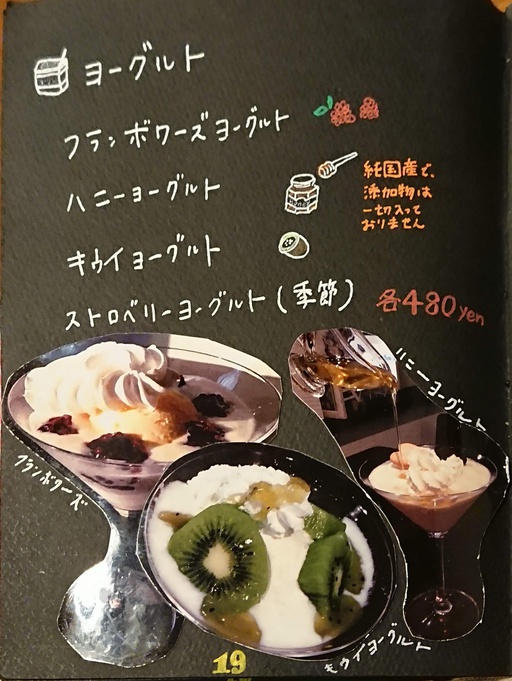 ヨーグルト
フランボワーズヨーグルト
ハニーヨーグルト
純国産で、
添加物は
一切入って
おりません
キウイヨーグルト
ストロベリーヨーグルト(季節)
各480yen
ハニーヨーグルト
フランボワーズ
キウイヨーグルト
19